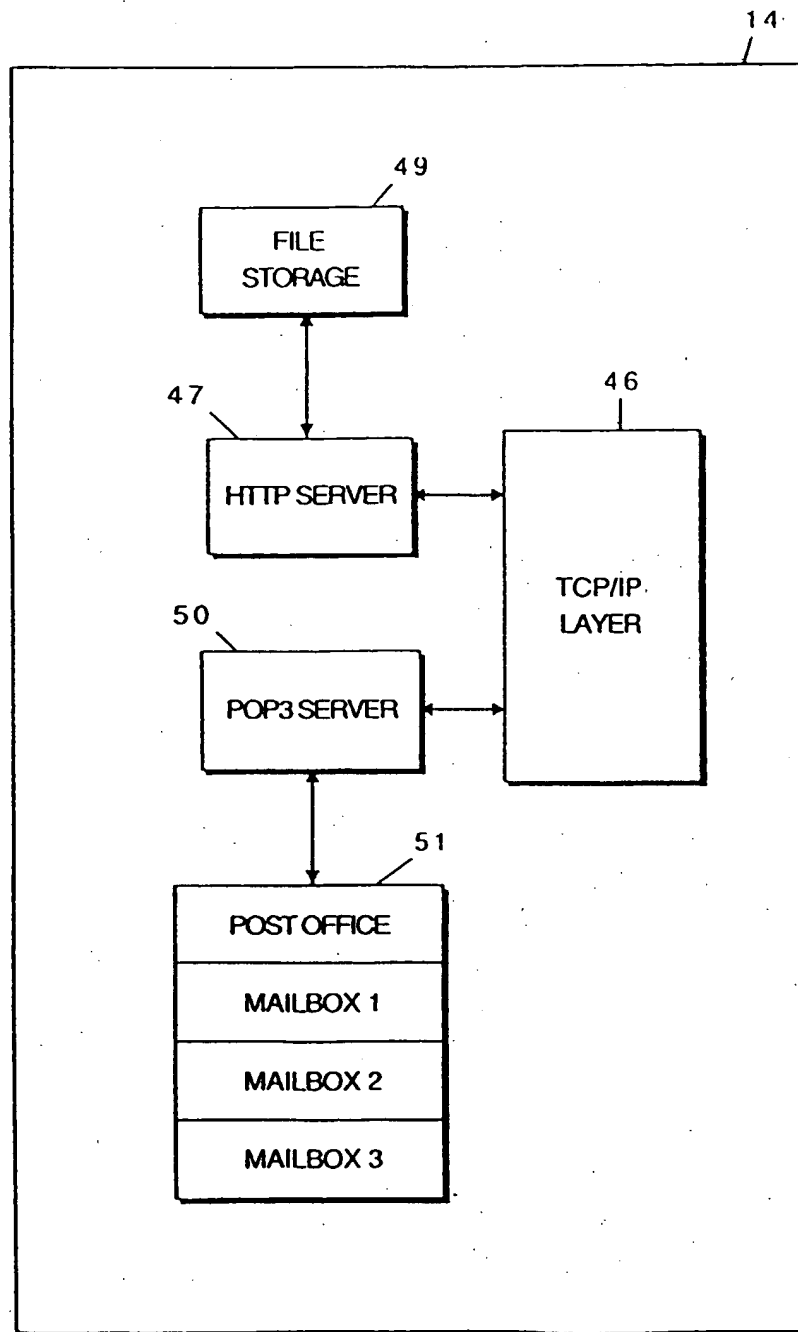 14
49
FILE
STORAGE
47
HTTP SERVER
46
TCP/IP
LAYER
50
POP3 SERVER
51
POST OFFICE
MAILBOX 1
MAILBOX 2
MAILBOX 3